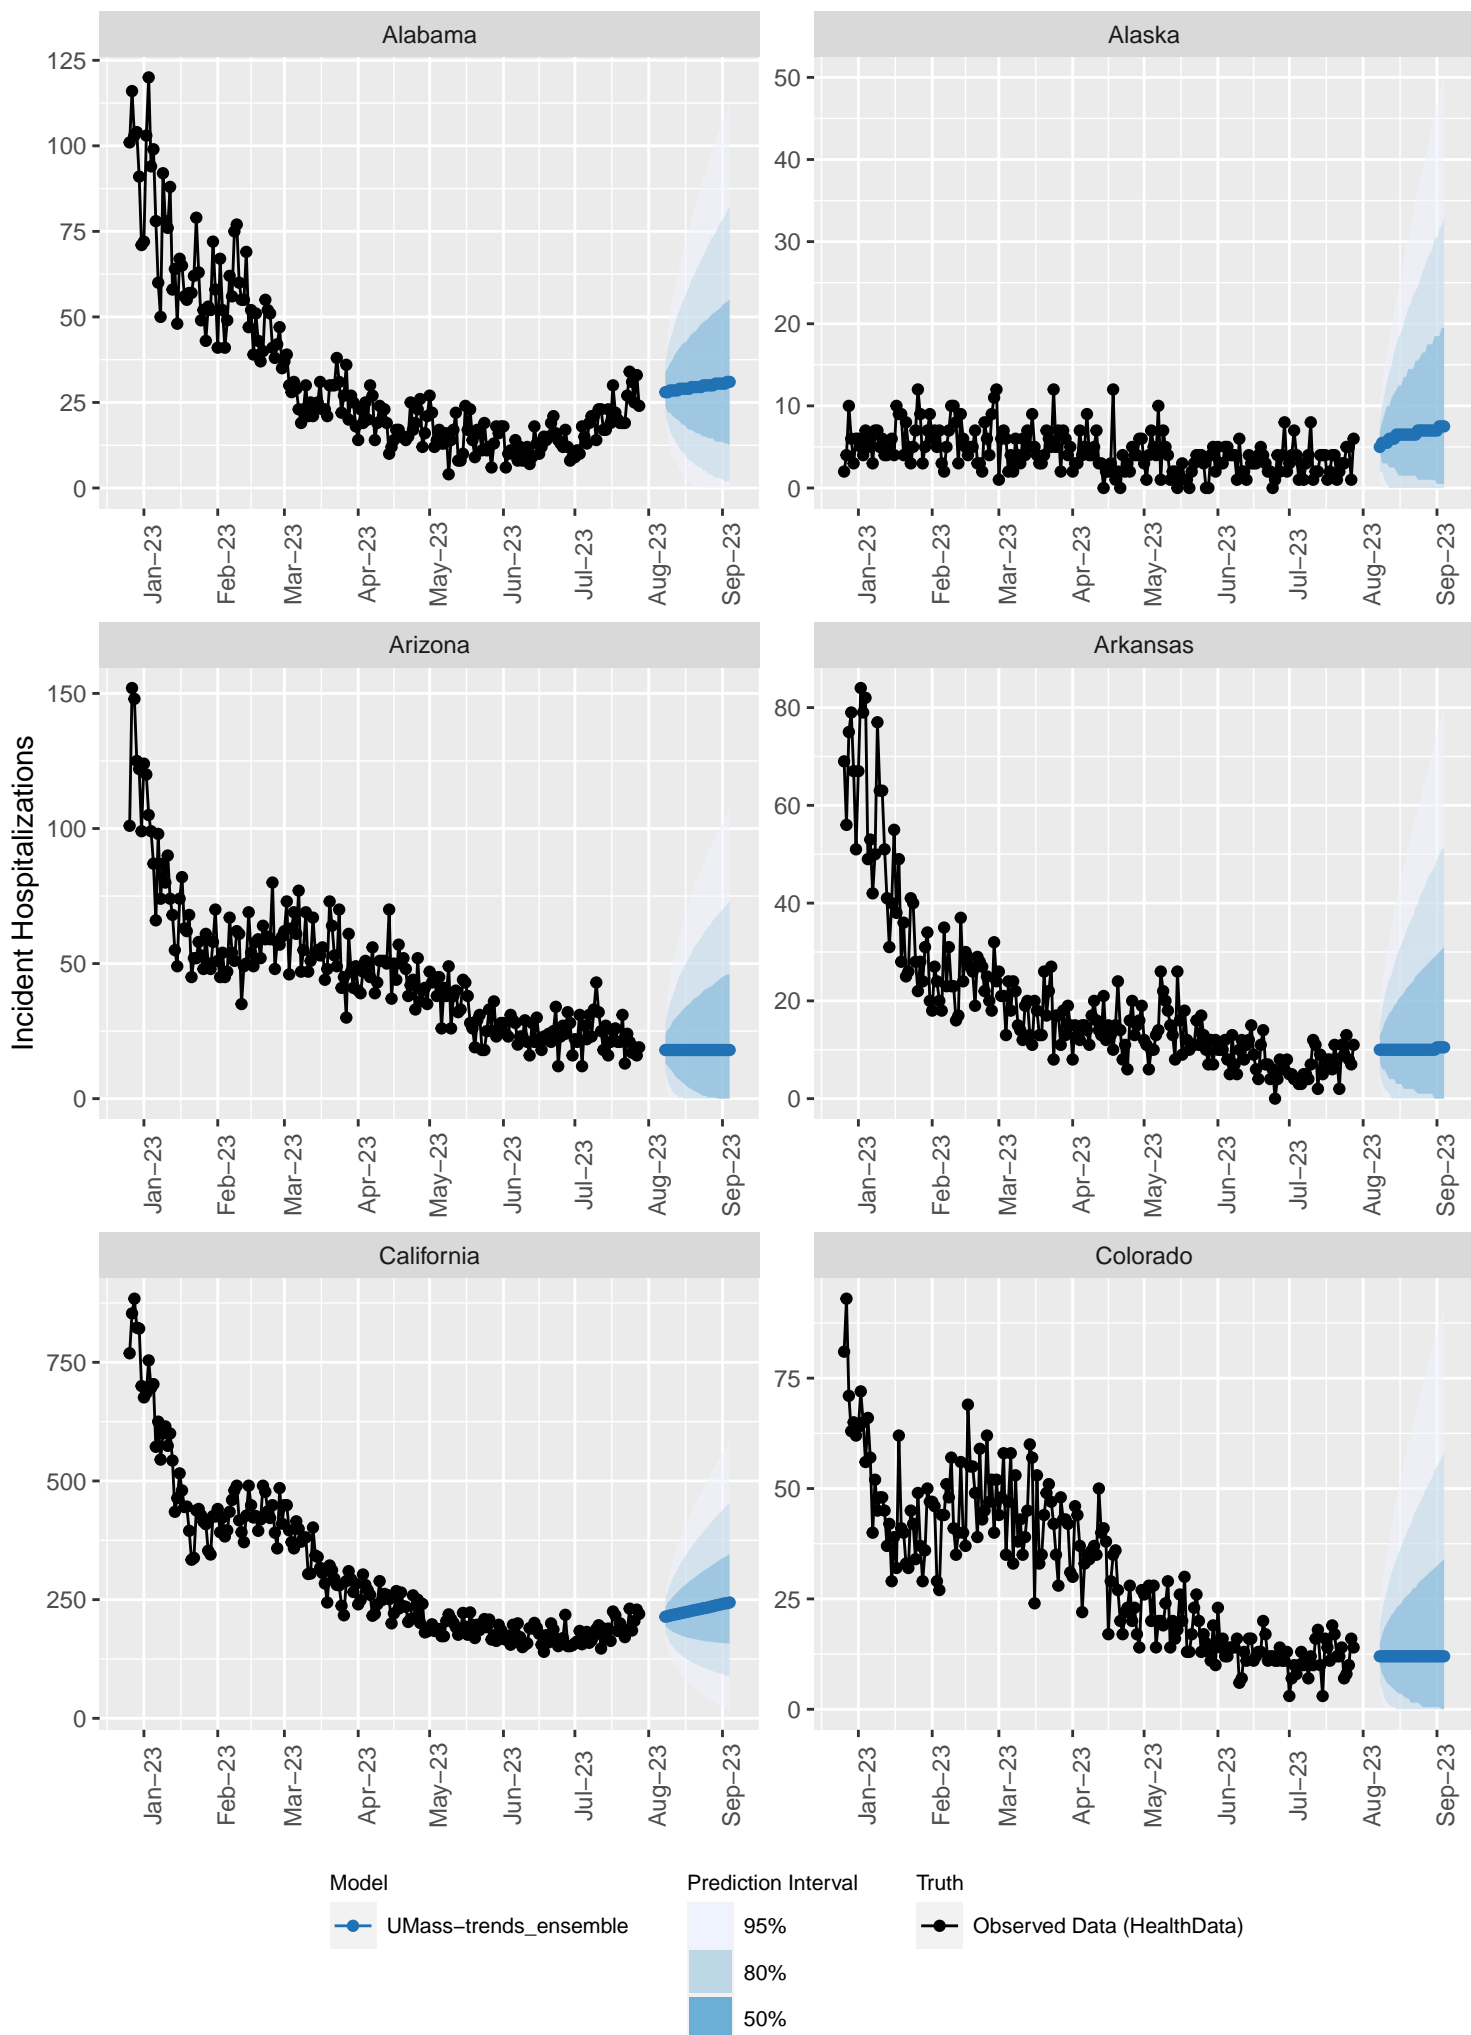 Alabama
Alaska
125
100
75
50
25
0
50
40
30
20
10
0
Jan−23
Feb−23
Mar−23
Apr−23
May−23
Jun−23
Jul−23
Aug−23
Sep−23
Jan−23
Feb−23
Mar−23
Apr−23
May−23
Jun−23
Jul−23
Aug−23
Sep−23
Incident Hospitalizations
Arizona
Arkansas
150
100
50
0
80
60
40
20
0
Jan−23
Feb−23
Mar−23
Apr−23
May−23
Jun−23
Jul−23
Aug−23
Sep−23
Jan−23
Feb−23
Mar−23
Apr−23
May−23
Jun−23
Jul−23
Aug−23
Sep−23
California
Colorado
750
500
250
0
75
50
25
0
Jan−23
Feb−23
Mar−23
Apr−23
May−23
Jun−23
Jul−23
Aug−23
Sep−23
Jan−23
Feb−23
Mar−23
Apr−23
May−23
Jun−23
Jul−23
Aug−23
Sep−23
Model
UMass−trends_ensemble
Prediction Interval
95%
80%
50%
Truth
Observed Data (HealthData)